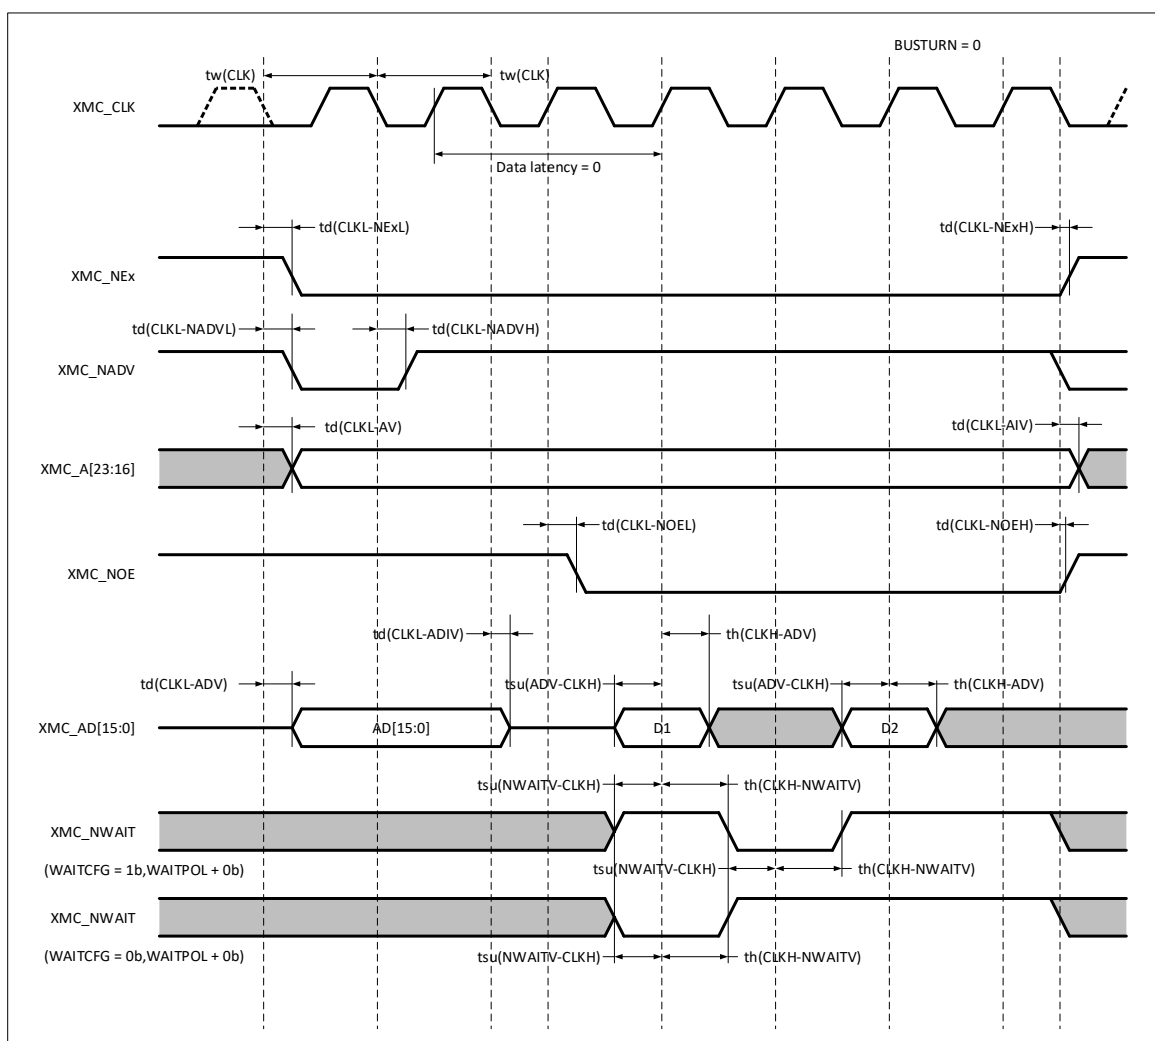 BUSTURN = 0
tw(CLK) tw(CLK)
XMC_CLK
Data latency = 0
td(CLKL-NExL) td(CLKL-NExH)
XMC_NEx
td(CLKL-NADVL) td(CLKL-NADVH)
XMC_NADV
td(CLKL-AV) td(CLKL-AIV)
XMC_A[23:16]
td(CLKL-NOEL) td(CLKL-NOEH)
XMC_NOE
td(CLKL-ADIV) th(CLKH-ADV)
td(CLKL-ADV) tsu(ADV-CLKH) tsu(ADV-CLKH) th(CLKH-ADV)
XMC_AD[15:0] AD[15:0] D1 D2
tsu(NWAITV-CLKH) th(CLKH-NWAITV)
XMC_NWAIT
(WAITCFG = 1b,WAITPOL + 0b) tsu(NWAITV-CLKH) th(CLKH-NWAITV)
XMC_NWAIT
(WAITCFG = 0b,WAITPOL + 0b) tsu(NWAITV-CLKH) th(CLKH-NWAITV)